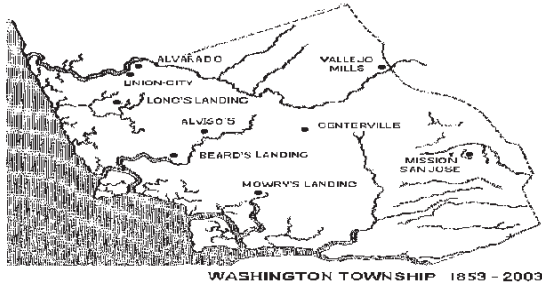 ALVARADO
VALLEJO
MILLS
UNION-CITY
LONG'S LANDING
ALVISO'S
CENTERVILLE
BEARD'S LANDING
MISSION
SAN JOSE
MOWRY'S LANDING
WASHINGTON TOWNSHIP 1853 - 2003